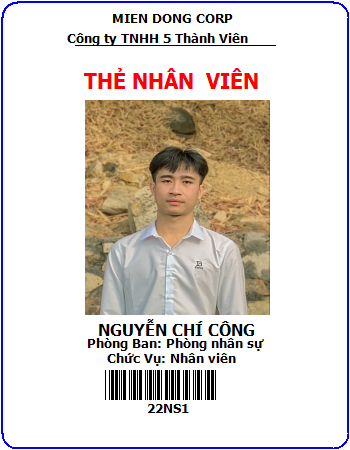 MIEN DONG CORP
Công ty TNHH 5 Thành Viên
THẺ NHÂN VIÊN
NGUYỄN CHÍ CÔNG
Phòng Ban: Phòng nhân sự
Chức Vụ: Nhân viên
22NS1